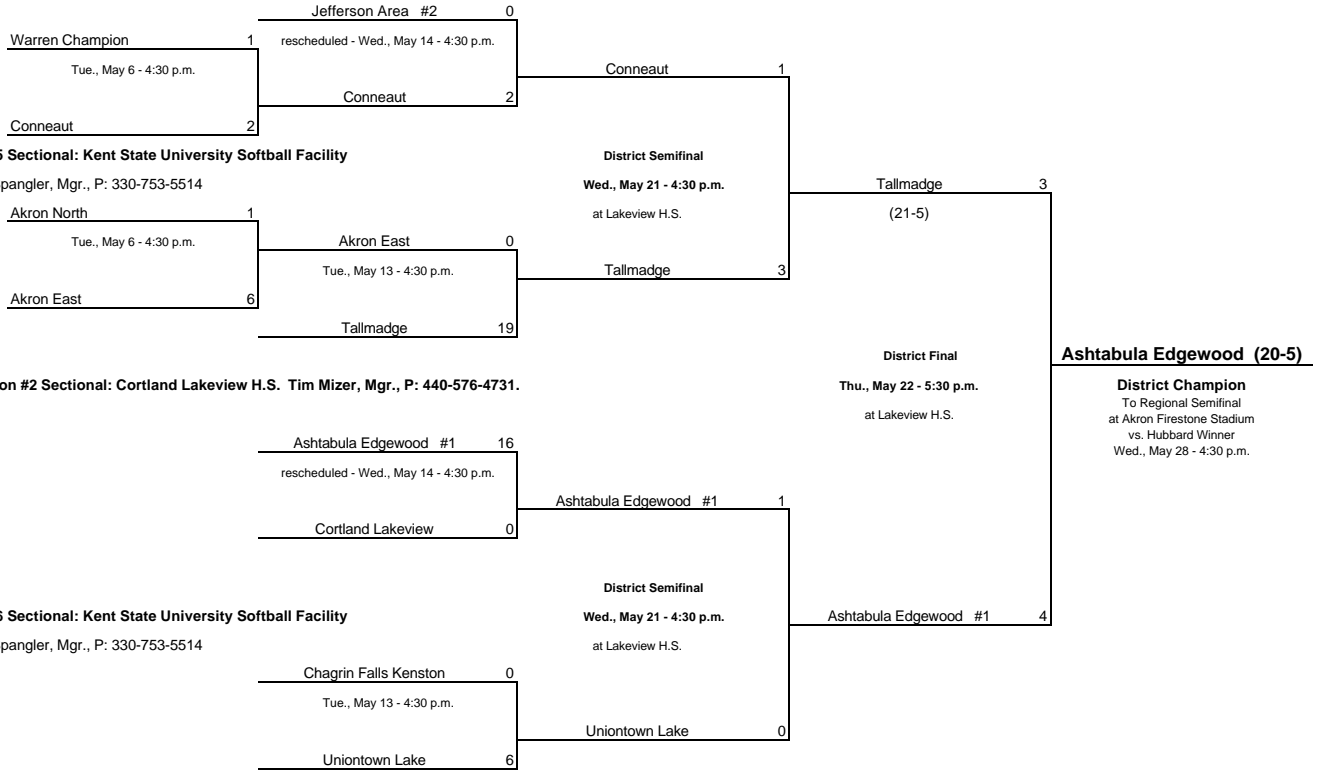 Jefferson Area #2 0
Warren Champion 1
rescheduled - Wed., May 14 - 4:30 p.m.
Tue., May 6 - 4:30 p.m.
Conneaut 1
Conneaut 2
Conneaut 2
Sectional: Kent State University Softball Facility
District Semifinal
pangler, Mgr., P: 330-753-5514
Wed., May 21 - 4:30 p.m.
Tallmadge 3
Akron North 1
at Lakeview H.S.
(21-5)
Tue., May 6 - 4:30 p.m.
Akron East 0
Tue., May 13 - 4:30 p.m.
Tallmadge 3
Akron East 6
Tallmadge 19
District Final
Ashtabula Edgewood (20-5)
on #2 Sectional: Cortland Lakeview H.S. Tim Mizer, Mgr., P: 440-576-4731.
Thu., May 22 - 5:30 p.m.
District Champion
To Regional Semifinal
at Lakeview H.S.
at Akron Firestone Stadium
vs. Hubbard Winner
Wed., May 28 - 4:30 p.m.
Ashtabula Edgewood #1 16
rescheduled - Wed., May 14 - 4:30 p.m.
Ashtabula Edgewood #1 1
Cortland Lakeview 0
District Semifinal
6 Sectional: Kent State University Softball Facility
Wed., May 21 - 4:30 p.m.
Ashtabula Edgewood #1 4
pangler, Mgr., P: 330-753-5514
at Lakeview H.S.
Chagrin Falls Kenston 0
Tue., May 13 - 4:30 p.m.
Uniontown Lake 0
Uniontown Lake 6